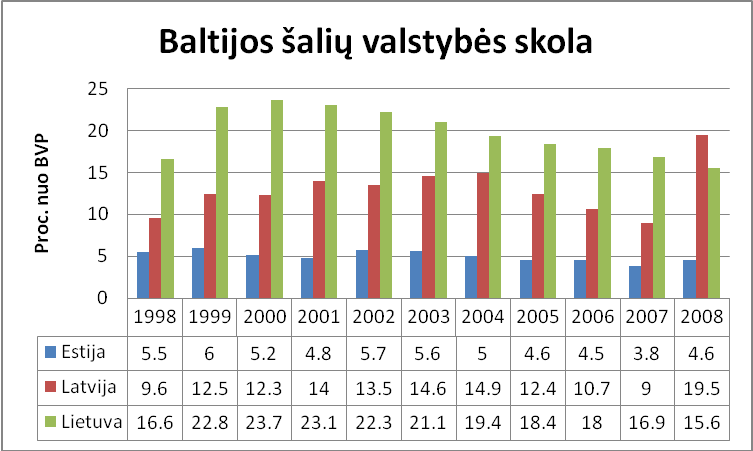 Baltijos šalių valstybės skola
Proc. nuo BVP
25
20
15
10
5
0
1998 1999 2000 2001 2002 2003 2004 2005 2006 2007 2008
Estija 5.5 6 5.2 4.8 5.7 5.6 5 4.6 4.5 3.8 4.6
Latvija 9.6 12.5 12.3 14 13.5 14.6 14.9 12.4 10.7 9 19.5
Lietuva 16.6 22.8 23.7 23.1 22.3 21.1 19.4 18.4 18 16.9 15.6